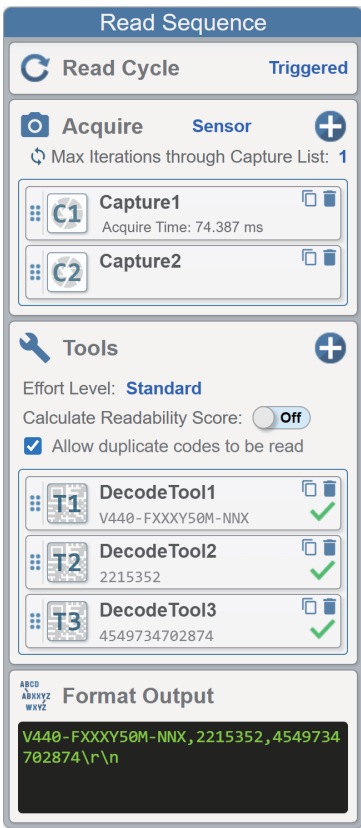 Read Sequence
Read Cycle Triggered
Acquire Sensor
Max Iterations through Capture List: 1
C1 Capture1
Acquire Time: 74.387 ms
C2 Capture2
Tools
Effort Level: Standard
Calculate Readability Score: Off
Allow duplicate codes to be read
T1 DecodeTool1
V440-FXXXY50M-NNX
T2 DecodeTool2
2215352
T3 DecodeTool3
4549734702874
ABCD
ABXXYZ
WXYZ
Format Output
V440-FXXXY50M-NNX,2215352,4549734
702874\r\n